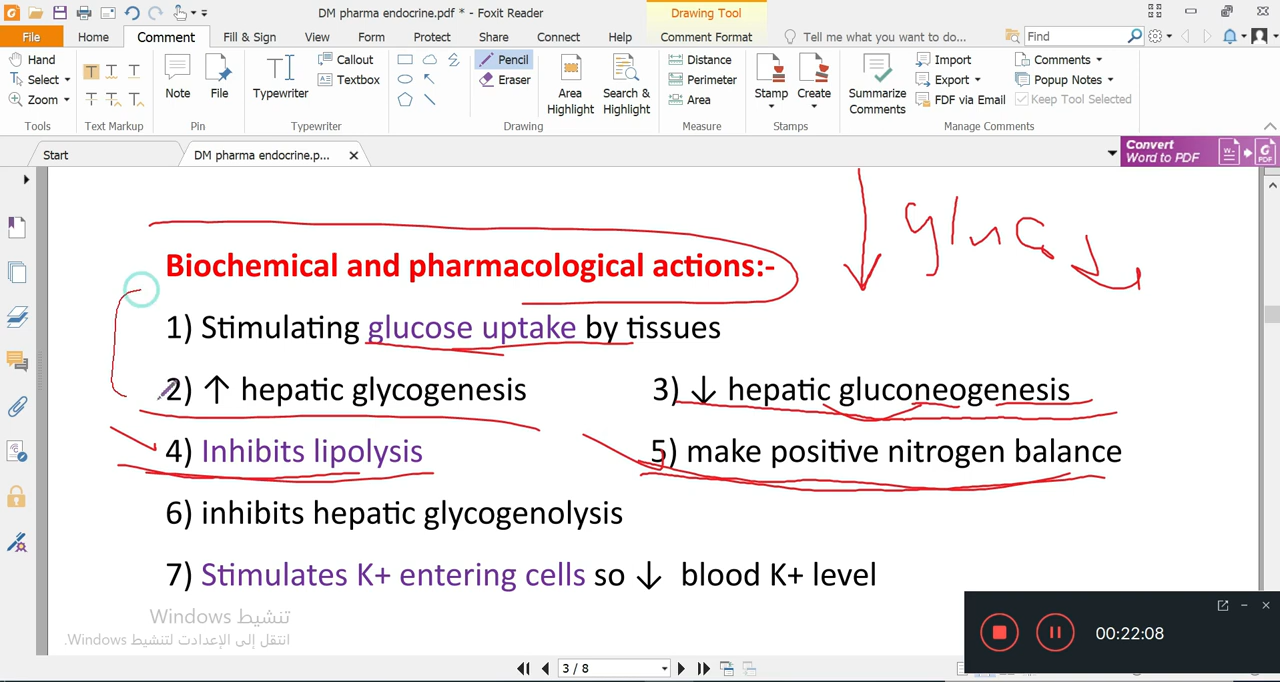 DM pharma endocrine.pdf * - Foxit Reader
Drawing Tool
File Home Comment Fill & Sign View Form Protect Share Connect Help Comment Format
Tell me what you want to do...
Find
Hand
Select
Zoom
Tools
Text Markup
Note
File
Pin
Typewriter
Callout
Textbox
Typewriter
Pencil
Eraser
Area Highlight
Search & Highlight
Drawing
Distance
Perimeter
Area
Measure
Stamp
Create
Stamps
Summarize Comments
Import
Export
FDF via Email
Comments
Popup Notes
Keep Tool Selected
Manage Comments
Start
DM pharma endocrine.p...
Convert
Word to PDF
Biochemical and pharmacological actions:-
1) Stimulating glucose uptake by tissues
2) ↑ hepatic glycogenesis 3) ↓ hepatic gluconeogenesis
4) Inhibits lipolysis 5) make positive nitrogen balance
6) inhibits hepatic glycogenolysis
7) Stimulates K+ entering cells so ↓ blood K+ level
تنشيط Windows
انتقل إلى الإعدادت لتنشيط Windows.
00:22:08
3 / 8